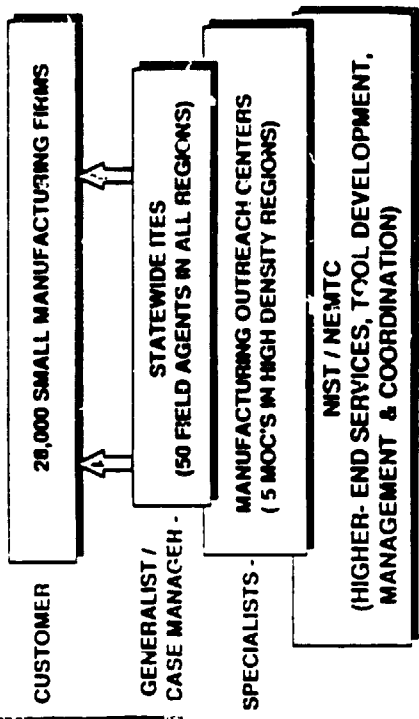 CUSTOMER
28,000 SMALL MANUFACTURING FIRMS
GENERALIST /
CASE MANAGER -
STATEWIDE ITES
(50 FIELD AGENTS IN ALL REGIONS)
SPECIALISTS -
MANUFACTURING OUTREACH CENTERS
( 5 MOC'S IN HIGH DENSITY REGIONS)
NIST / NEMTC
(HIGHER- END SERVICES, TOOL DEVELOPMENT,
MANAGEMENT & COORDINATION)